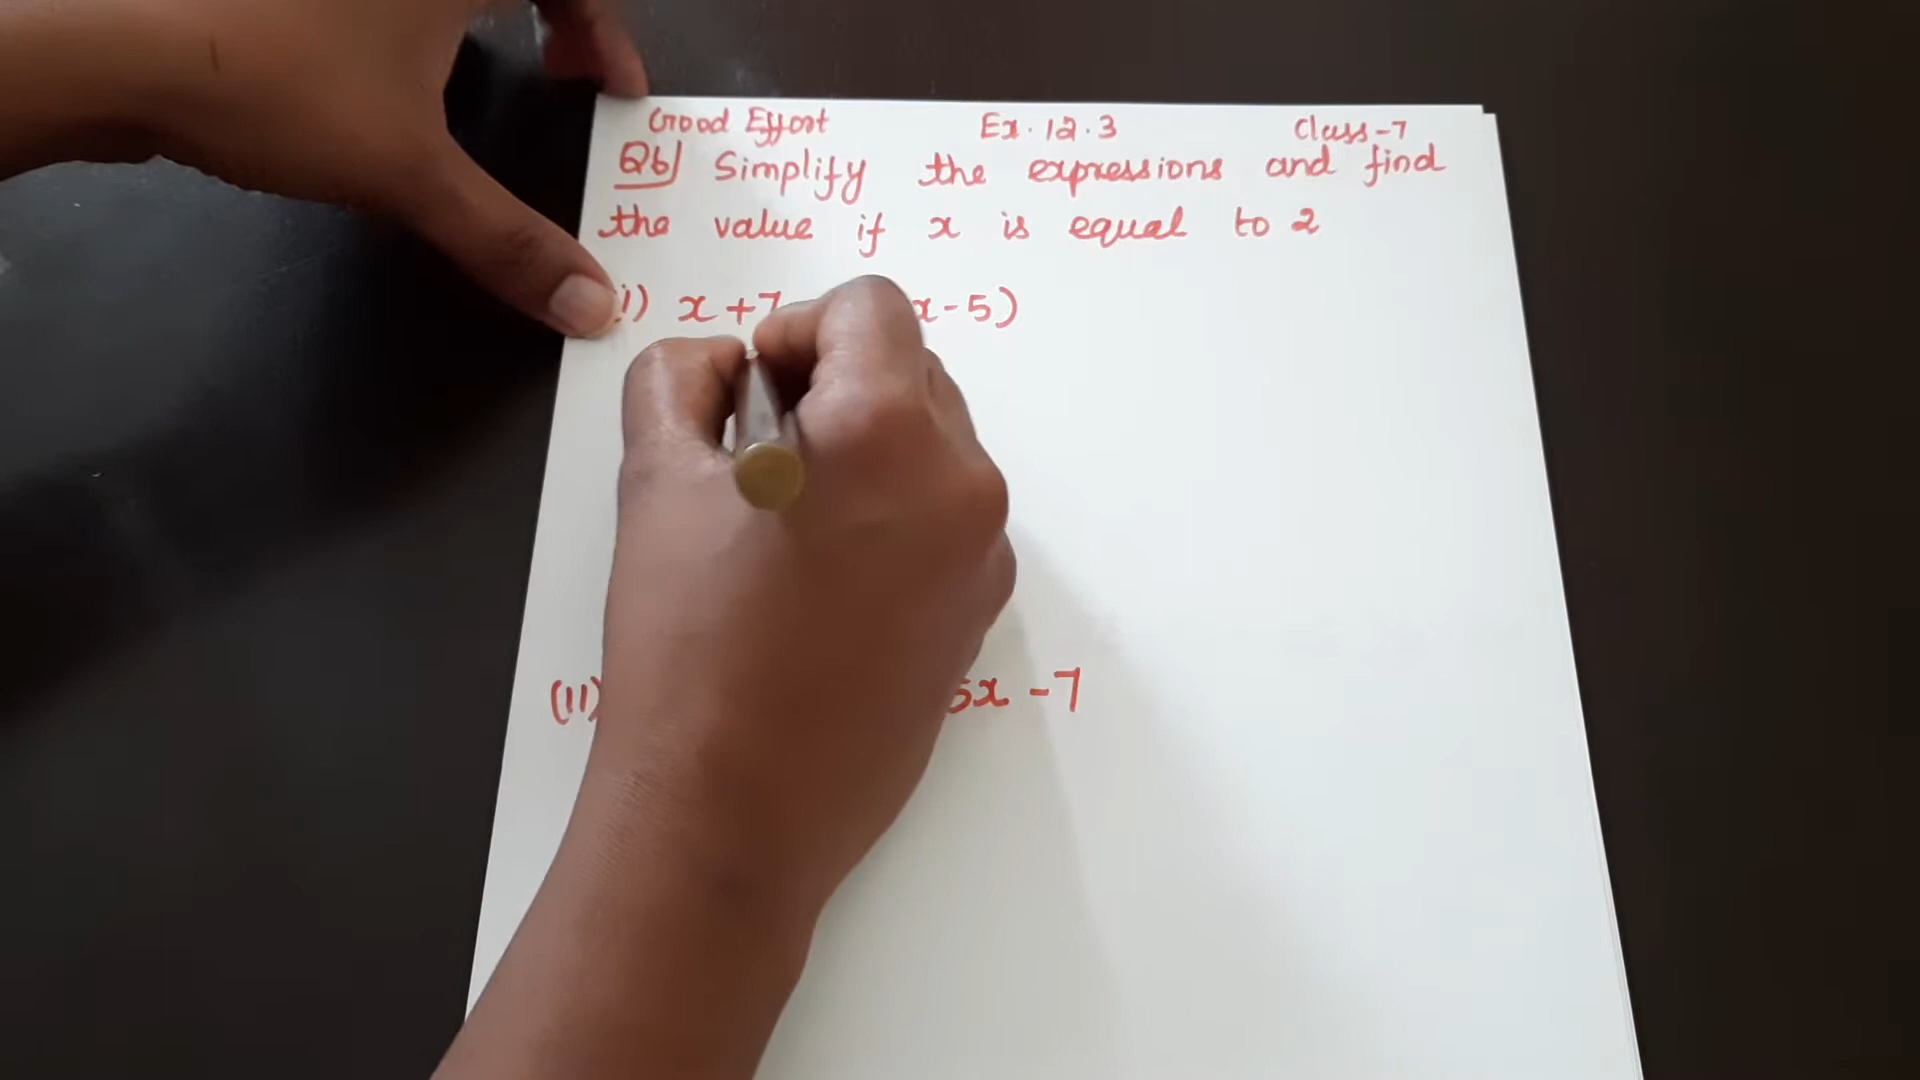 Good Effort Ex. 12.3 Class-7
Q6) Simplify the expressions and find
the value if x is equal to 2
i) x + 7 x - 5)
(ii) 5x - 7